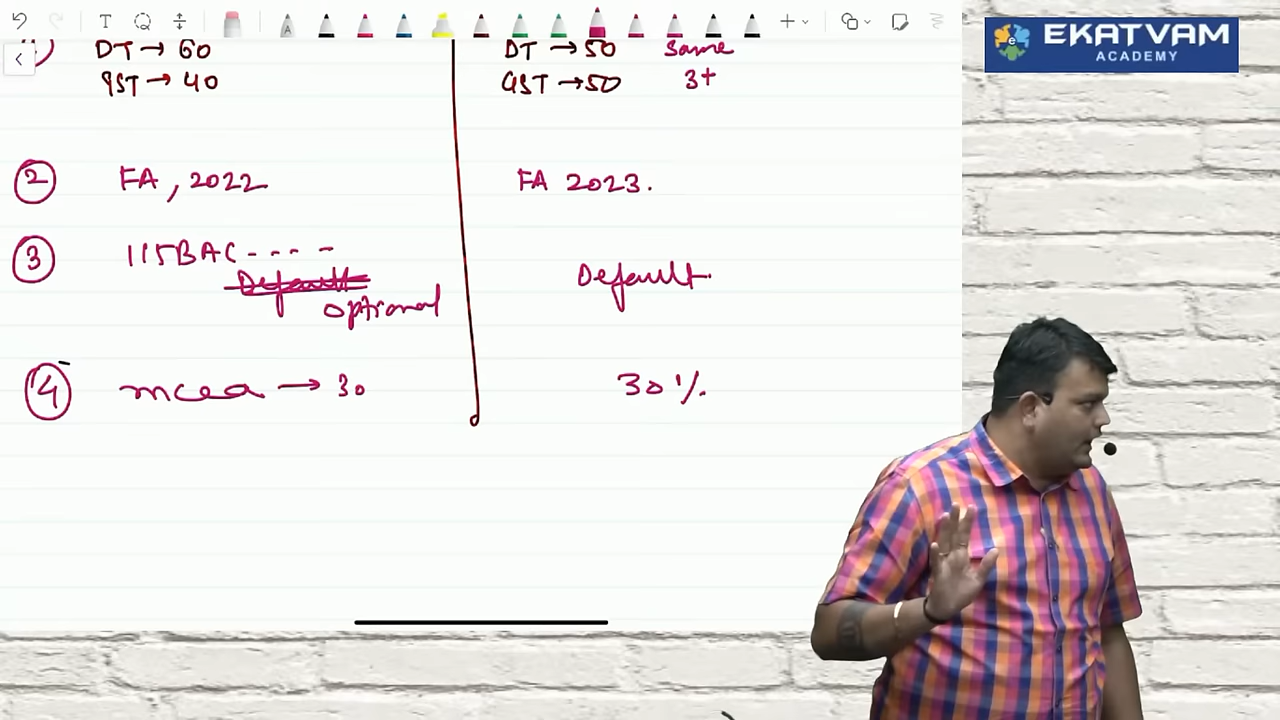 EKATVAM
ACADEMY
DT → 60
GST → 40
DT → 50 Same
GST → 50 3+
2 FA, 2022
FA 2023.
3 115BAC - - - -
Default
optional
Default
4 mcea → 30
30%.